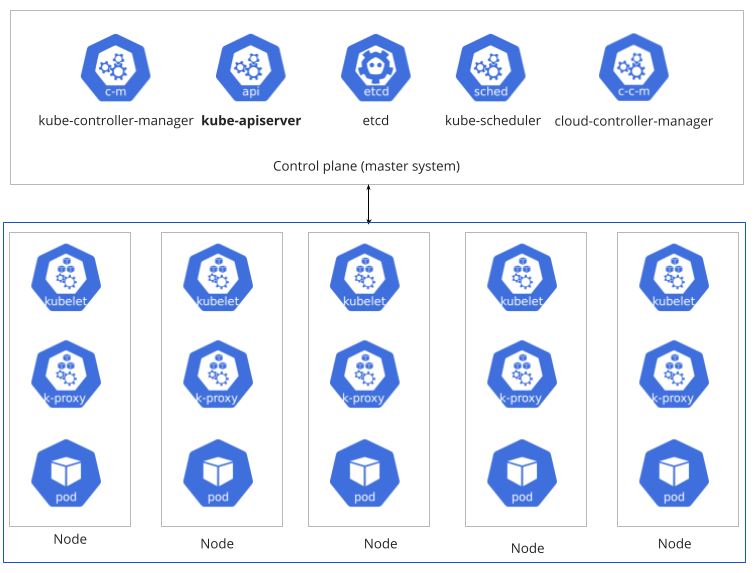 c-m api etcd sched c-c-m
kube-controller-manager kube-apiserver etcd kube-scheduler cloud-controller-manager
Control plane (master system)
kubelet kubelet kubelet kubelet kubelet
k-proxy k-proxy k-proxy k-proxy k-proxy
pod pod pod pod pod
Node Node Node Node Node